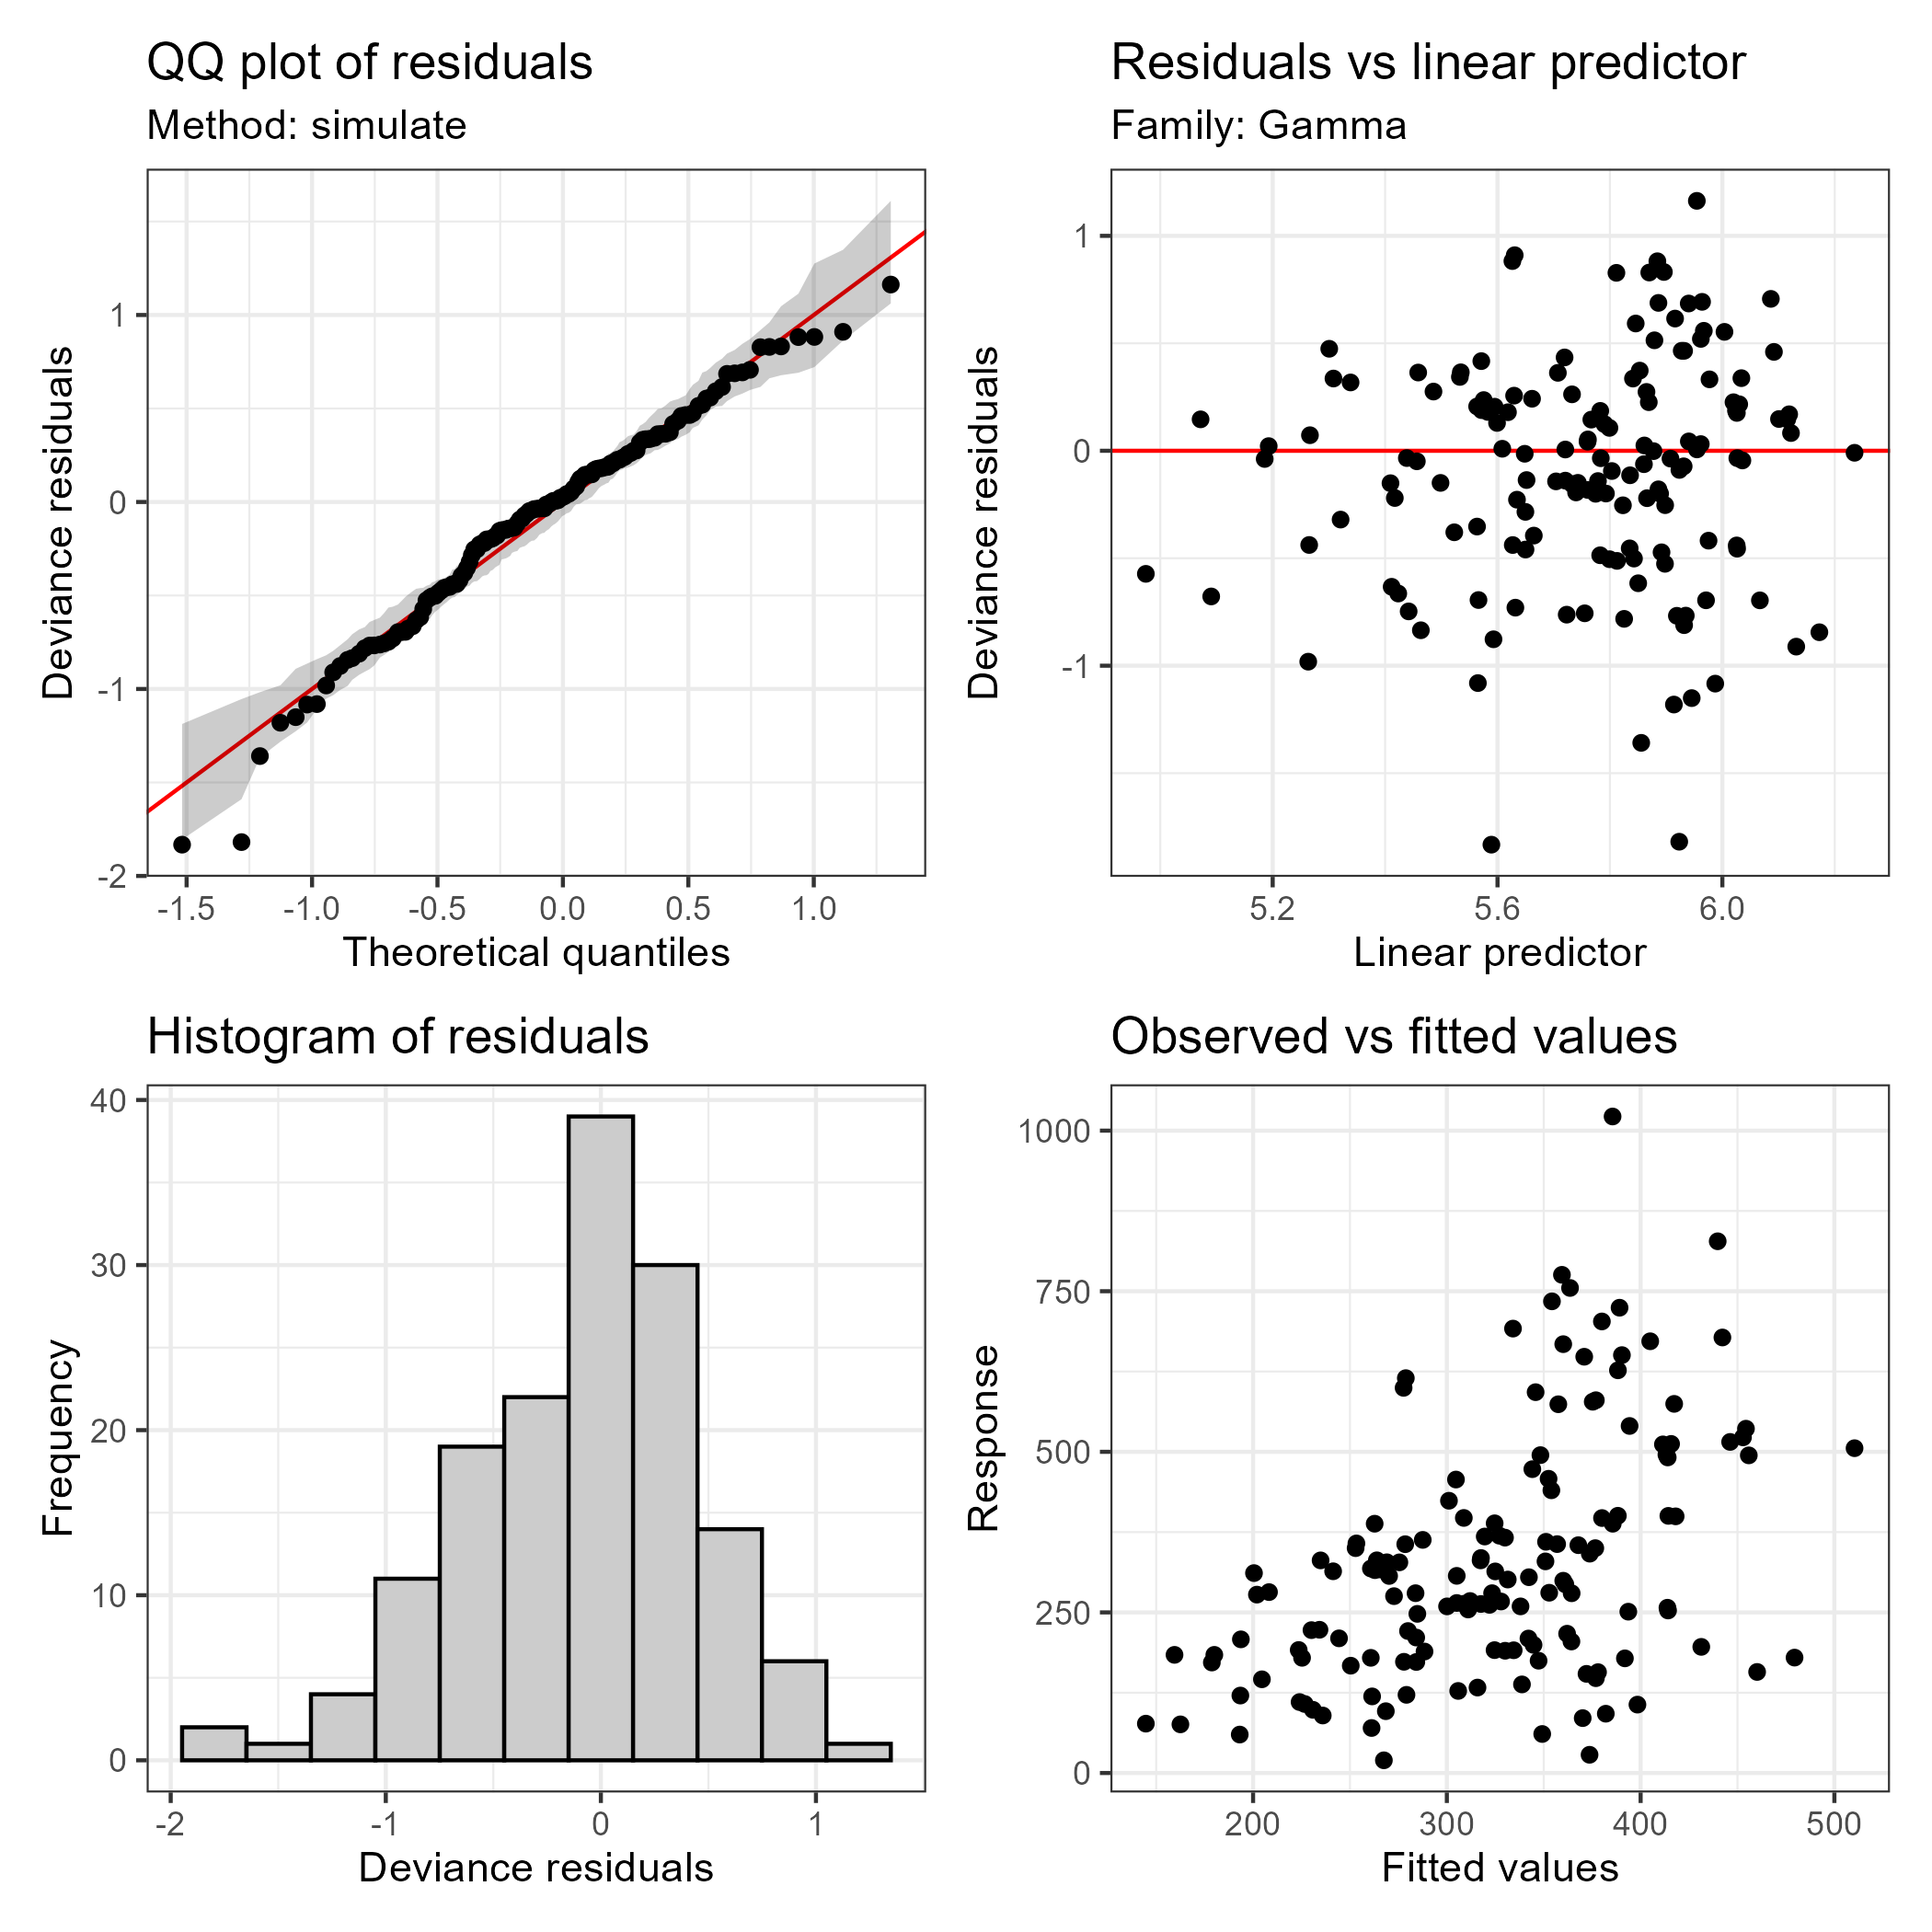 QQ plot of residuals
Method: simulate
Deviance residuals
1
0
-1
-2
-1.5 -1.0 -0.5 0.0 0.5 1.0
Theoretical quantiles
Residuals vs linear predictor
Family: Gamma
Deviance residuals
1
0
-1
5.2 5.6 6.0
Linear predictor
Histogram of residuals
Frequency
40
30
20
10
0
-2 -1 0 1
Deviance residuals
Observed vs fitted values
Response
1000
750
500
250
0
200 300 400 500
Fitted values